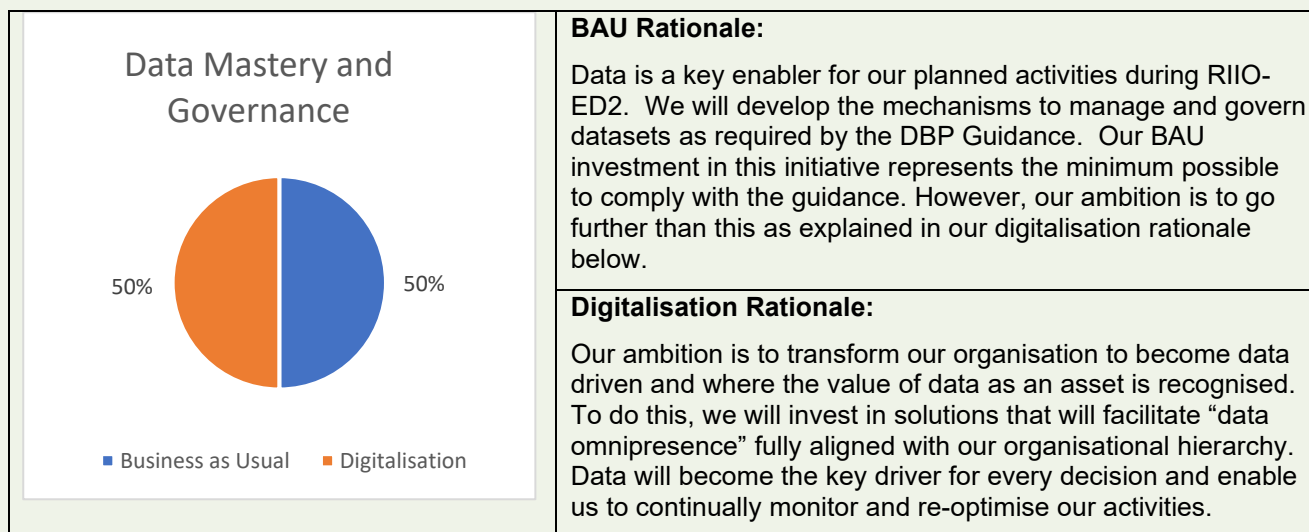 Data Mastery and
Governance
50%
50%
Business as Usual
Digitalisation
BAU Rationale:
Data is a key enabler for our planned activities during RIIO-
ED2.  We will develop the mechanisms to manage and govern
datasets as required by the DBP Guidance.  Our BAU
investment in this initiative represents the minimum possible
to comply with the guidance. However, our ambition is to go
further than this as explained in our digitalisation rationale
below.
Digitalisation Rationale:
Our ambition is to transform our organisation to become data
driven and where the value of data as an asset is recognised.
To do this, we will invest in solutions that will facilitate “data
omnipresence” fully aligned with our organisational hierarchy.
Data will become the key driver for every decision and enable
us to continually monitor and re-optimise our activities.